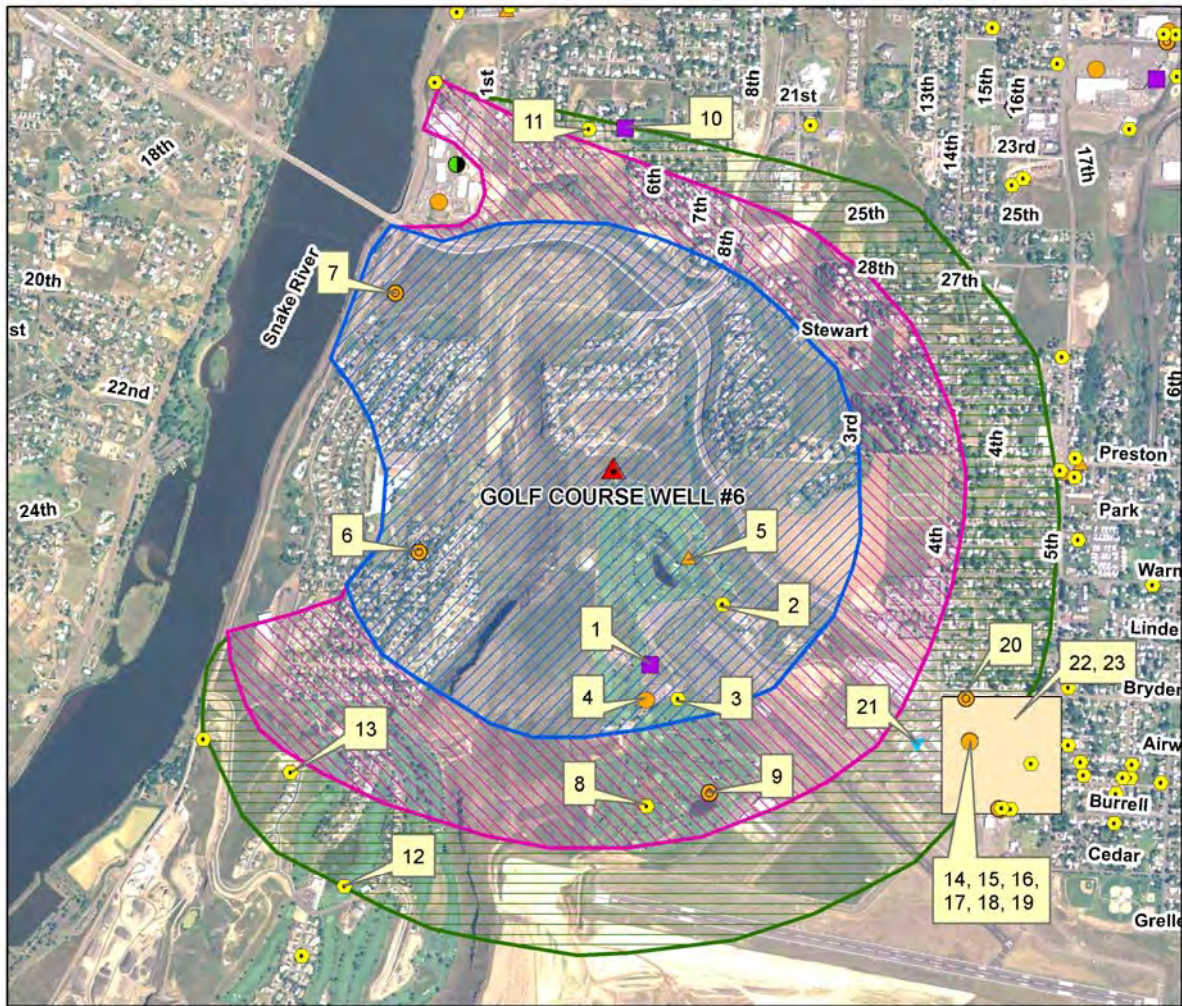 1st
8th
21st
13th
15th
16th
11
10
14th
23rd
17th
18th
6th
7th
25th
25th
8th
28th
27th
20th
7
Snake River
st
Stewart
22nd
6th
3rd
4th
Preston
GOLF COURSE WELL #6
24th
Park
6
5
4th
5th
Warn
2
Linde
1
20
22, 23
Bryden
4
3
21
Airw
13
8
9
Burrell
12
Cedar
14, 15, 16,
17, 18, 19
Grelle